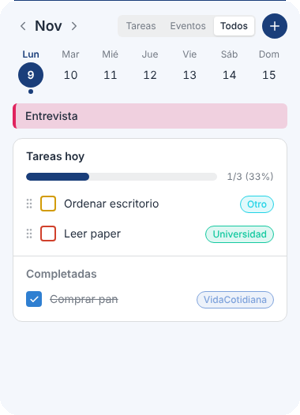 Nov
Tareas Eventos Todos
Lun Mar Mié Jue Vie Sáb Dom
9 10 11 12 13 14 15
Entrevista
Tareas hoy
1/3 (33%)
Ordenar escritorio Otro
Leer paper Universidad
Completadas
Comprar pan VidaCotidiana